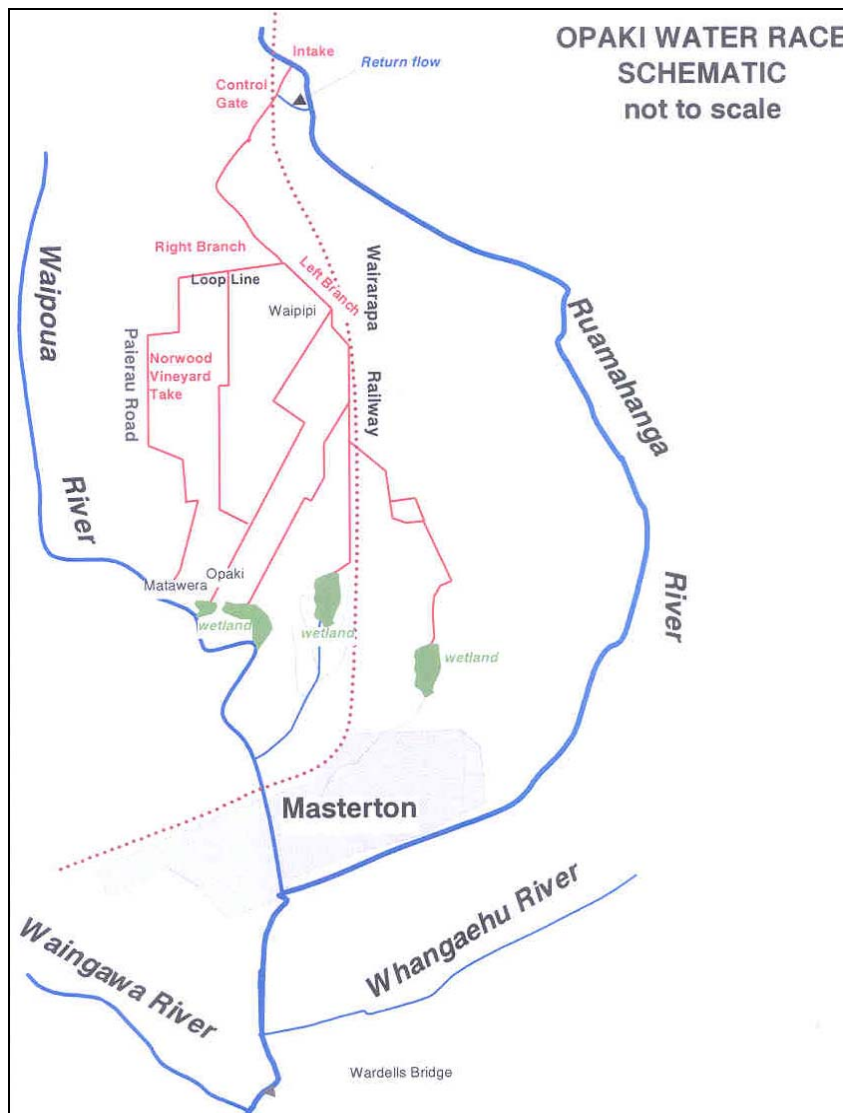 OPAKI WATER RACE
SCHEMATIC
not to scale
Intake
Return flow
Control
Gate
Right Branch
Left Branch
Loop Line
Wairarapa
Railway
Waipipi
Waipoua
River
Paierau Road
Norwood
Vineyard
Take
Ruamahanga
River
Matawera
Opaki
wetland
wetland
wetland
Masterton
Whangaehu River
Waingawa River
Wardells Bridge